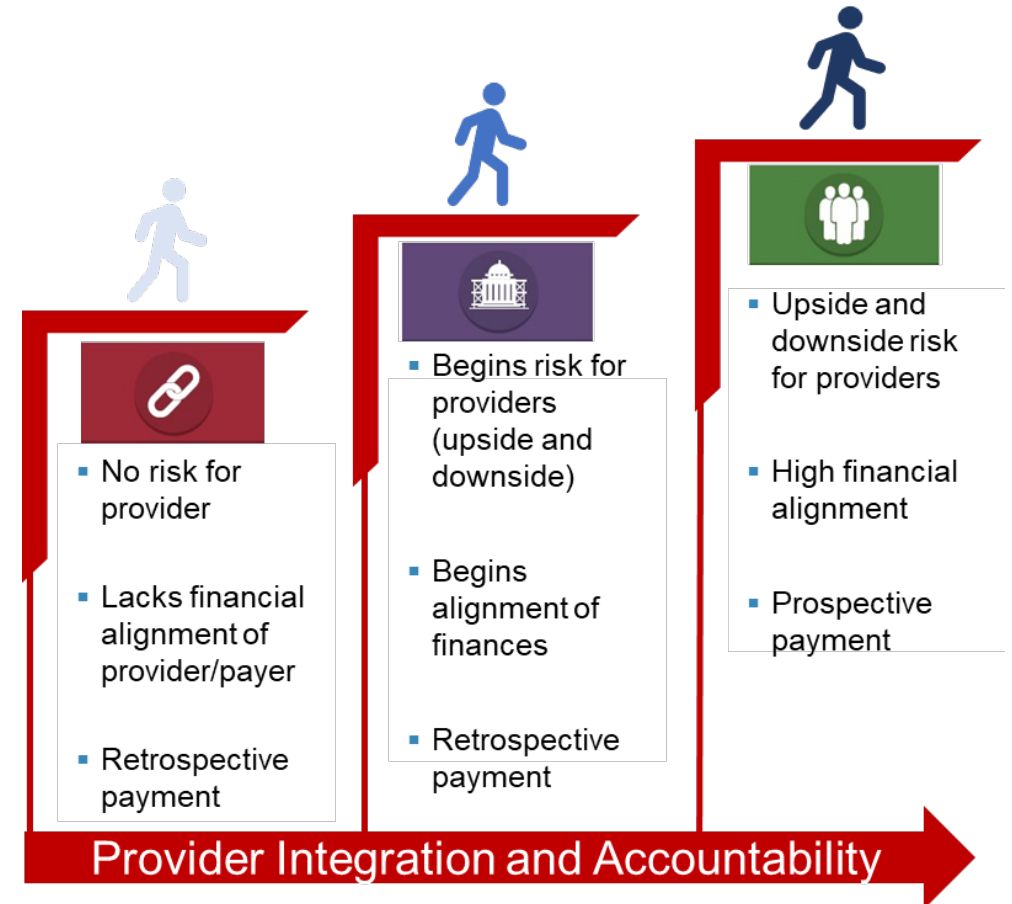 ▪ No risk for
provider
▪ Lacks financial
alignment of
provider/payer
▪ Retrospective
payment
▪ Begins risk for
providers
(upside and
downside)
▪ Begins
alignment of
finances
▪ Retrospective
payment
▪ Upside and
downside risk
for providers
▪ High financial
alignment
▪ Prospective
payment
Provider Integration and Accountability